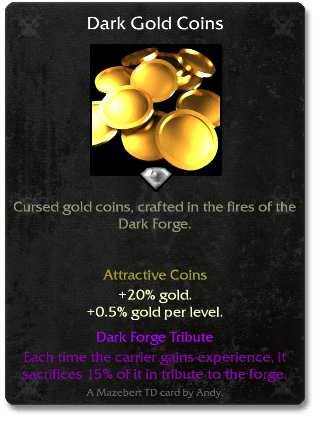 Dark Gold Coins
Cursed gold coins, crafted in the fires of the
Dark Forge.
Attractive Coins
+20% gold.
+0.5% gold per level.
Dark Forge Tribute
Each time the carrier gains experience, it
sacrifices 15% of it in tribute to the forge.
A Mazebert TD card by Andy.